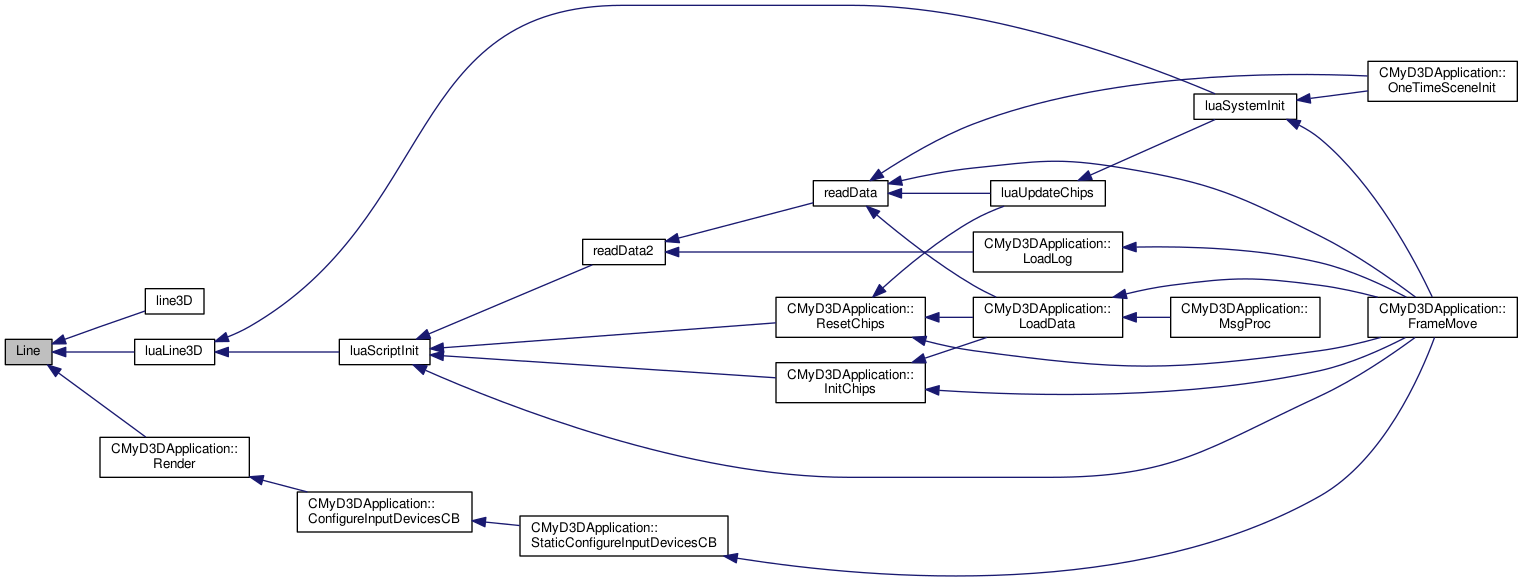 CMyD3DApplication::
OneTimeSceneInit
luaSystemInit
readData
luaUpdateChips
readData2
CMyD3DApplication::
LoadLog
line3D
CMyD3DApplication::
ResetChips
CMyD3DApplication::
LoadData
CMyD3DApplication::
MsgProc
CMyD3DApplication::
FrameMove
Line
luaLine3D
luaScriptInit
CMyD3DApplication::
InitChips
CMyD3DApplication::
Render
CMyD3DApplication::
ConfigureInputDevicesCB
CMyD3DApplication::
StaticConfigureInputDevicesCB